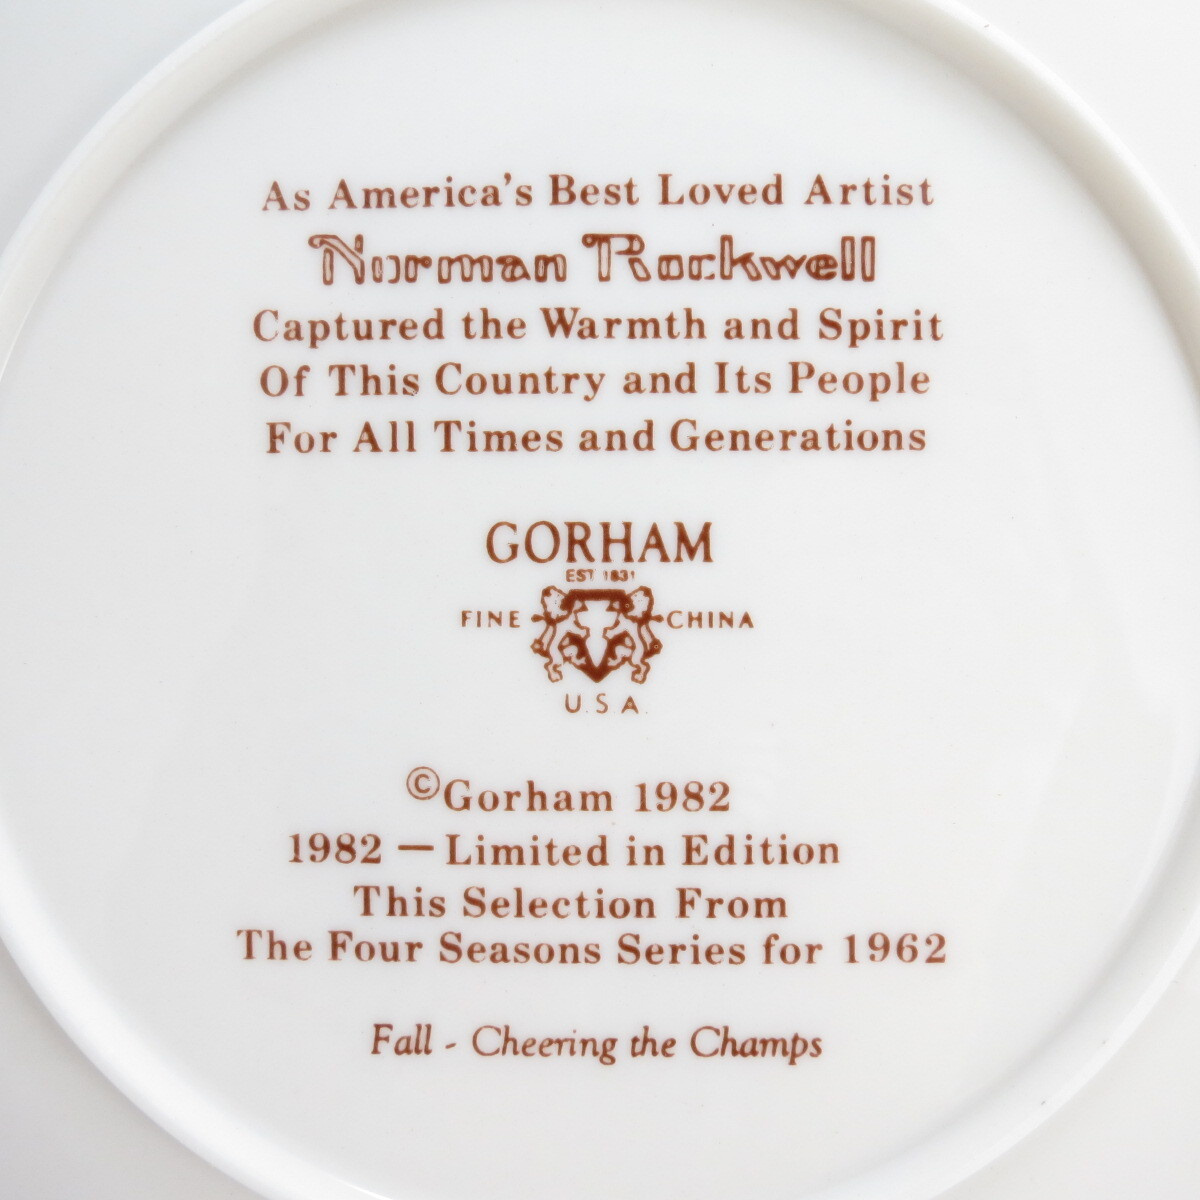 As America's Best Loved Artist
Norman Rockwell
Captured the Warmth and Spirit
Of This Country and Its People
For All Times and Generations
GORHAM
EST 1831
FINE CHINA
U.S.A.
©Gorham 1982
1982 — Limited in Edition
This Selection From
The Four Seasons Series for 1962
Fall - Cheering the Champs